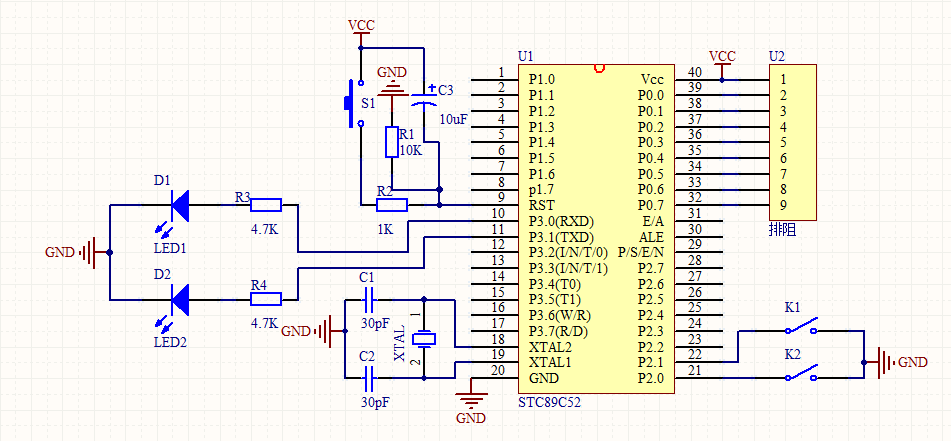 VCC
GND
S1
C3
10uF
R1
10K
R2
1K
D1
LED1
R3
4.7K
GND
D2
LED2
R4
4.7K
C1
30pF
GND
XTAL
1
2
C2
30pF
U1
1 P1.0 Vcc 40
2 P1.1 P0.0 39
3 P1.2 P0.1 38
4 P1.3 P0.2 37
5 P1.4 P0.3 36
6 P1.5 P0.4 35
7 P1.6 P0.5 34
8 p1.7 P0.6 33
9 RST P0.7 32
10 P3.0(RXD) E/A 31
11 P3.1(TXD) ALE 30
12 P3.2(I/N/T/0) P/S/E/N 29
13 P3.3(I/N/T/1) P2.7 28
14 P3.4(T0) P2.6 27
15 P3.5(T1) P2.5 26
16 P3.6(W/R) P2.4 25
17 P3.7(R/D) P2.3 24
18 XTAL2 P2.2 23
19 XTAL1 P2.1 22
20 GND P2.0 21
STC89C52
GND
VCC
U2
1
2
3
4
5
6
7
8
9
排阻
K1
K2
GND